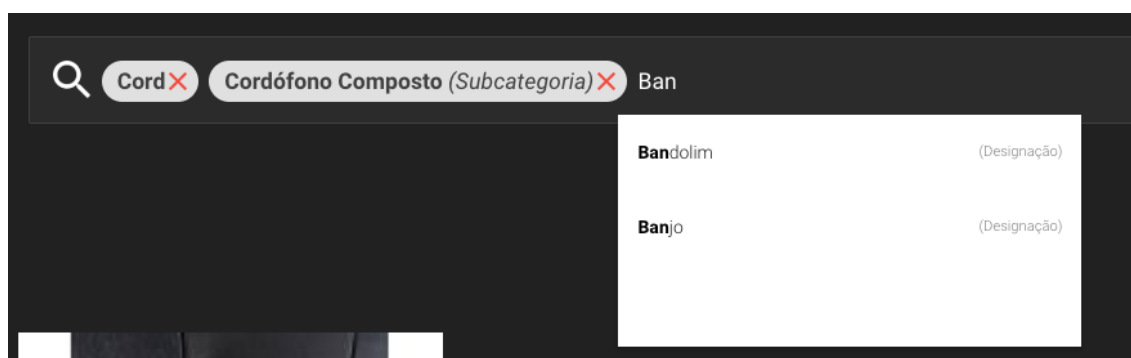 Cord Cordófono Composto (Subcategoria) Ban
Bandolim (Designação)
Banjo (Designação)